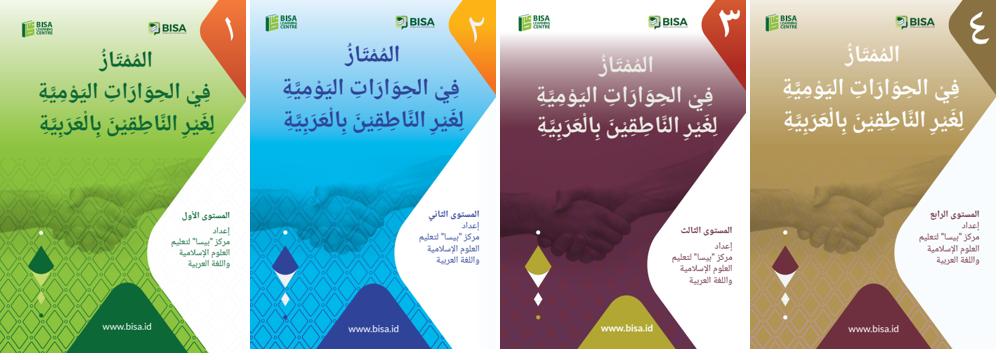 BISA
LEARNING
CENTRE
BISA
١
المُمْتَازُ
فِيْ الحِوَارَاتِ اليَوْمِيَّةِ
لِغَيْرِ النَّاطِقِيْنَ بِالْعَرَبِيَّةِ
المستوى الأول
إعداد
مركز "بيسا" لتعليم
العلوم الإسلامية
واللغة العربية
www.bisa.id
BISA
LEARNING
CENTRE
BISA
٢
المُمْتَازُ
فِيْ الحِوَارَاتِ اليَوْمِيَّةِ
لِغَيْرِ النَّاطِقِيْنَ بِالْعَرَبِيَّةِ
المستوى الثاني
إعداد
مركز "بيسا" لتعليم
العلوم الإسلامية
واللغة العربية
www.bisa.id
BISA
LEARNING
CENTRE
BISA
٣
المُمْتَازُ
فِيْ الحِوَارَاتِ اليَوْمِيَّةِ
لِغَيْرِ النَّاطِقِيْنَ بِالْعَرَبِيَّةِ
المستوى الثالث
إعداد
مركز "بيسا" لتعليم
العلوم الإسلامية
واللغة العربية
www.bisa.id
BISA
LEARNING
CENTRE
BISA
٤
المُمْتَازُ
فِيْ الحِوَارَاتِ اليَوْمِيَّةِ
لِغَيْرِ النَّاطِقِيْنَ بِالْعَرَبِيَّةِ
المستوى الرابع
إعداد
مركز "بيسا" لتعليم
العلوم الإسلامية
واللغة العربية
www.bisa.id